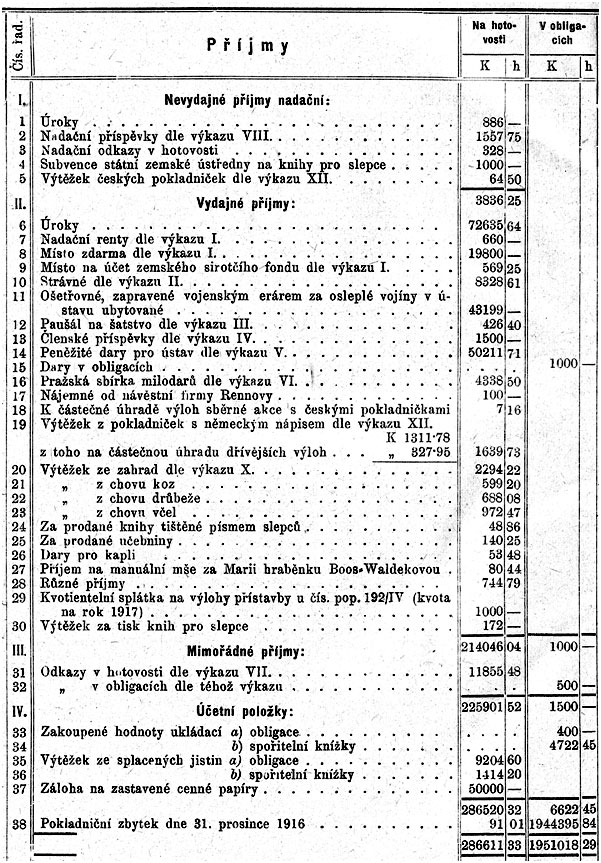 Čís. řad. Příjmy Na hoto- vosti V obliga- cích
K h K h
I. Nevydajné příjmy nadační:
1 Úroky 886 —
2 Nadační příspěvky dle výkazu VIII. 1557 75
3 Nadační odkazy v hotovosti 328 —
4 Subvence státní zemské ústředny na knihy pro slepce 1000 —
5 Výtěžek českých pokladniček dle výkazu XII. 64 50
II. Vydajné příjmy: 3836 25
6 Úroky 72635 64
7 Nadační renty dle výkazu I. 660 —
8 Místo zdarma dle výkazu I. 19800 —
9 Místo na účet zemského sirotčího fondu dle výkazu I. 569 25
10 Strávné dle výkazu II. 8328 61
11 Ošetřovné, zapravené vojenským erárem za osleplé vojíny v ú-
stavu ubytované 43199 —
12 Paušál na šatstvo dle výkazu III. 426 40
13 Členské příspěvky dle výkazu IV. 1500 —
14 Peněžité dary pro ústav dle výkazu V. 50211 71
15 Dary v obligacích 1000 —
16 Pražská sbírka milodarů dle výkazu VI. 4338 50
17 Nájemné od návěstní firmy Rennovy 100 —
18 K částečné úhradě výloh sběrné akce s českými pokladničkami 7 16
19 Výtěžek z pokladniček s německým nápisem dle výkazu XII.
K 1311·78
z toho na částečnou úhradu dřívějších výloh . . . „ 327·95 1639 73
20 Výtěžek ze zahrad dle výkazu X. 2294 22
21 „ z chovu koz 599 20
22 „ z chovu drůbeže 688 08
23 „ z chovu včel 972 47
24 Za prodané knihy tištěné písmem slepců 48 86
25 Za prodané učebniny 140 25
26 Dary pro kapli 53 48
27 Příjem na manuální mše za Marii hraběnku Boos-Waldekovou 80 44
28 Různé příjmy 744 79
29 Kvotientelní splátka na výlohy přístavby u čís. pop. 192/IV (kvota
na rok 1917) 1000 —
30 Výtěžek za tisk knih pro slepce 172 —
III. Mimořádné příjmy: 214046 04 1000 —
31 Odkazy v hotovosti dle výkazu VII. 11855 48
32 „ v obligacích dle téhož výkazu 500 —
IV. Účetní položky: 225901 52 1500 —
33 Zakoupené hodnoty ukládací a) obligace 400 —
34 b) spořitelní knížky 4722 45
35 Výtěžek ze splacených jistin a) obligace 9204 60
36 b) spořitelní knížky 1414 20
37 Záloha na zastavené cenné papíry 50000 —
286520 32 6622 45
38 Pokladniční zbytek dne 31. prosince 1916 91 01 1944395 84
286611 33 1951018 29